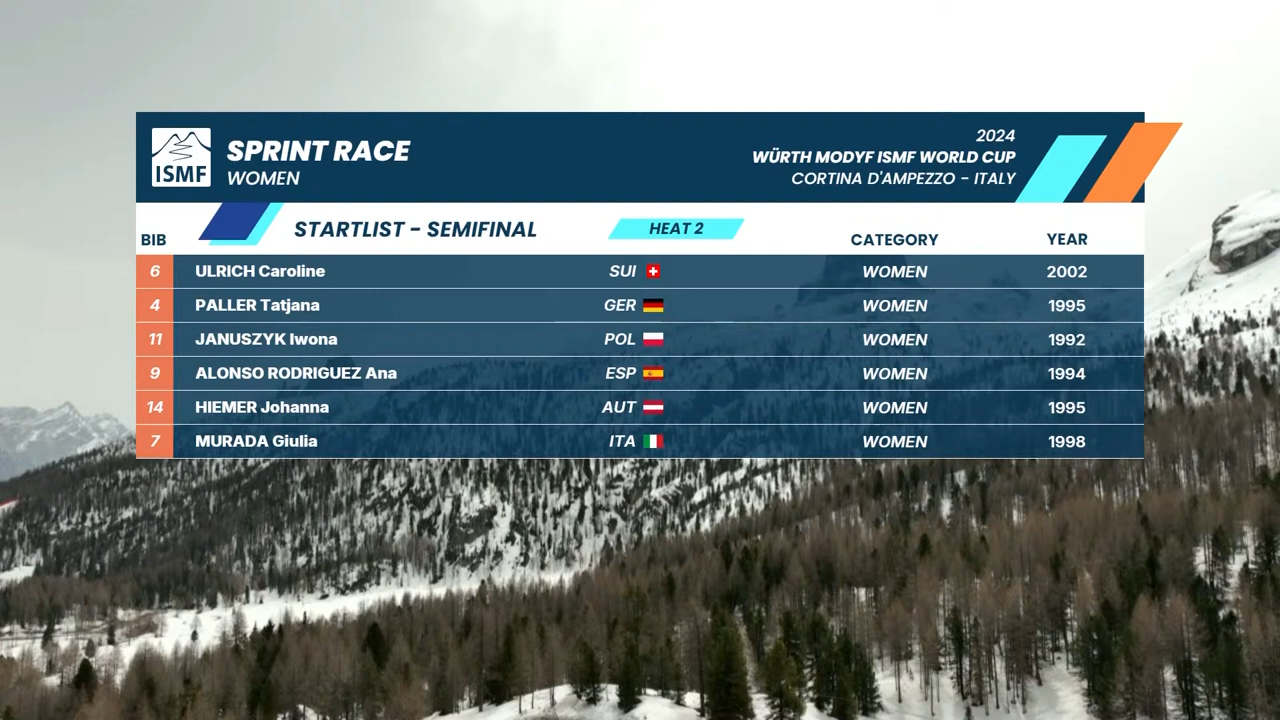 ISMF
SPRINT RACE
WOMEN
2024
WÜRTH MODYF ISMF WORLD CUP
CORTINA D'AMPEZZO - ITALY
BIB STARTLIST - SEMIFINAL HEAT 2 CATEGORY YEAR
6 ULRICH Caroline SUI WOMEN 2002
4 PALLER Tatjana GER WOMEN 1995
11 JANUSZYK Iwona POL WOMEN 1992
9 ALONSO RODRIGUEZ Ana ESP WOMEN 1994
14 HIEMER Johanna AUT WOMEN 1995
7 MURADA Giulia ITA WOMEN 1998